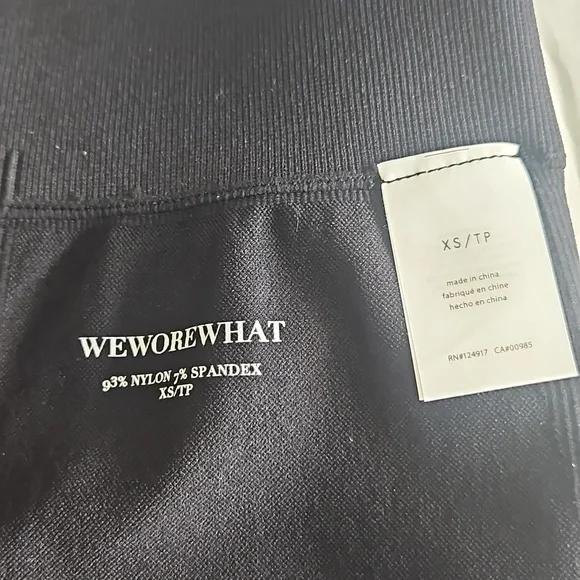 WEWOREWHAT
93% NYLON 7% SPANDEX
XS/TP
XS/TP
made in china
fabriqué en chine
hecho en china
RN#124917 CA#00985